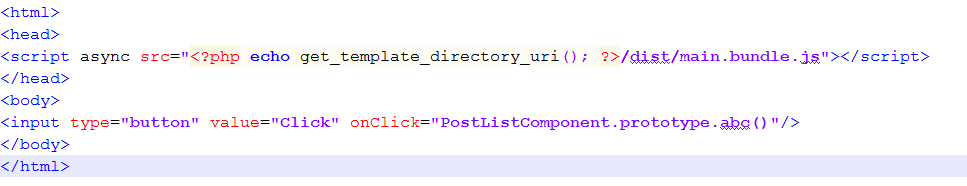 <html>
<head>
<script async src="<?php echo get_template_directory_uri(); ?>/dist/main.bundle.js"></script>
</head>
<body>
<input type="button" value="Click" onClick="PostListComponent.prototype.abc()"/>
</body>
</html>